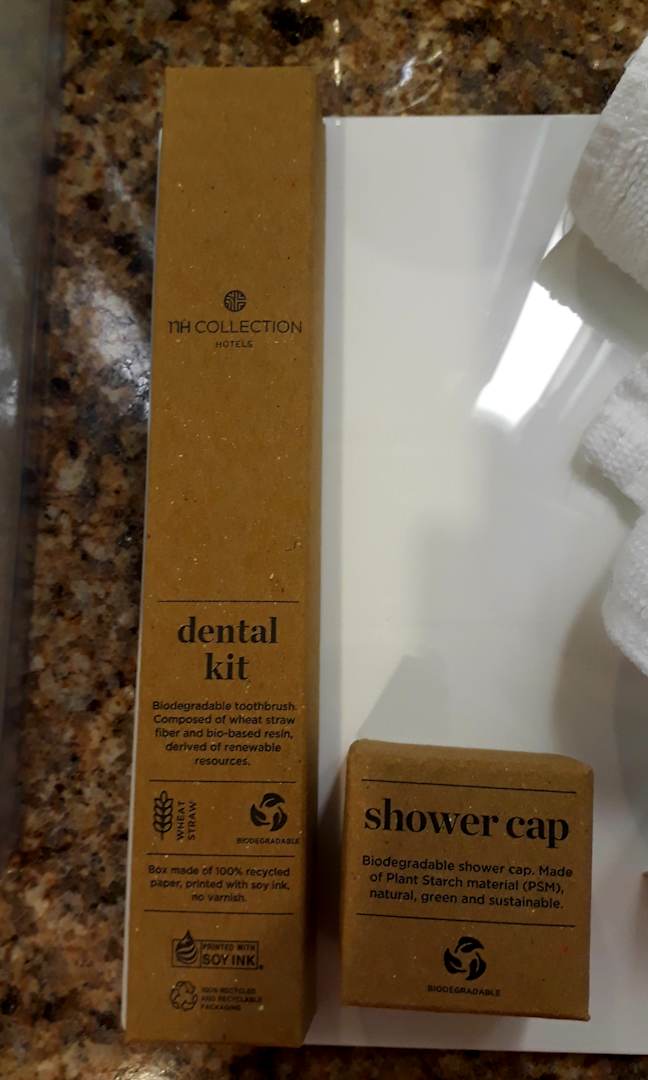 NH COLLECTION
HOTELS
dental
kit
Biodegradable toothbrush.
Composed of wheat straw
fiber and bio-based resin,
derived of renewable
resources.
WHEAT
STRAW
BIODEGRADABLE
Box made of 100% recycled
paper, printed with soy ink,
no varnish.
PRINTED WITH
SOY INK
100% RECYCLED
AND RECYCLABLE
PACKAGING
shower cap
Biodegradable shower cap. Made
of Plant Starch material (PSM),
natural, green and sustainable.
BIODEGRADABLE